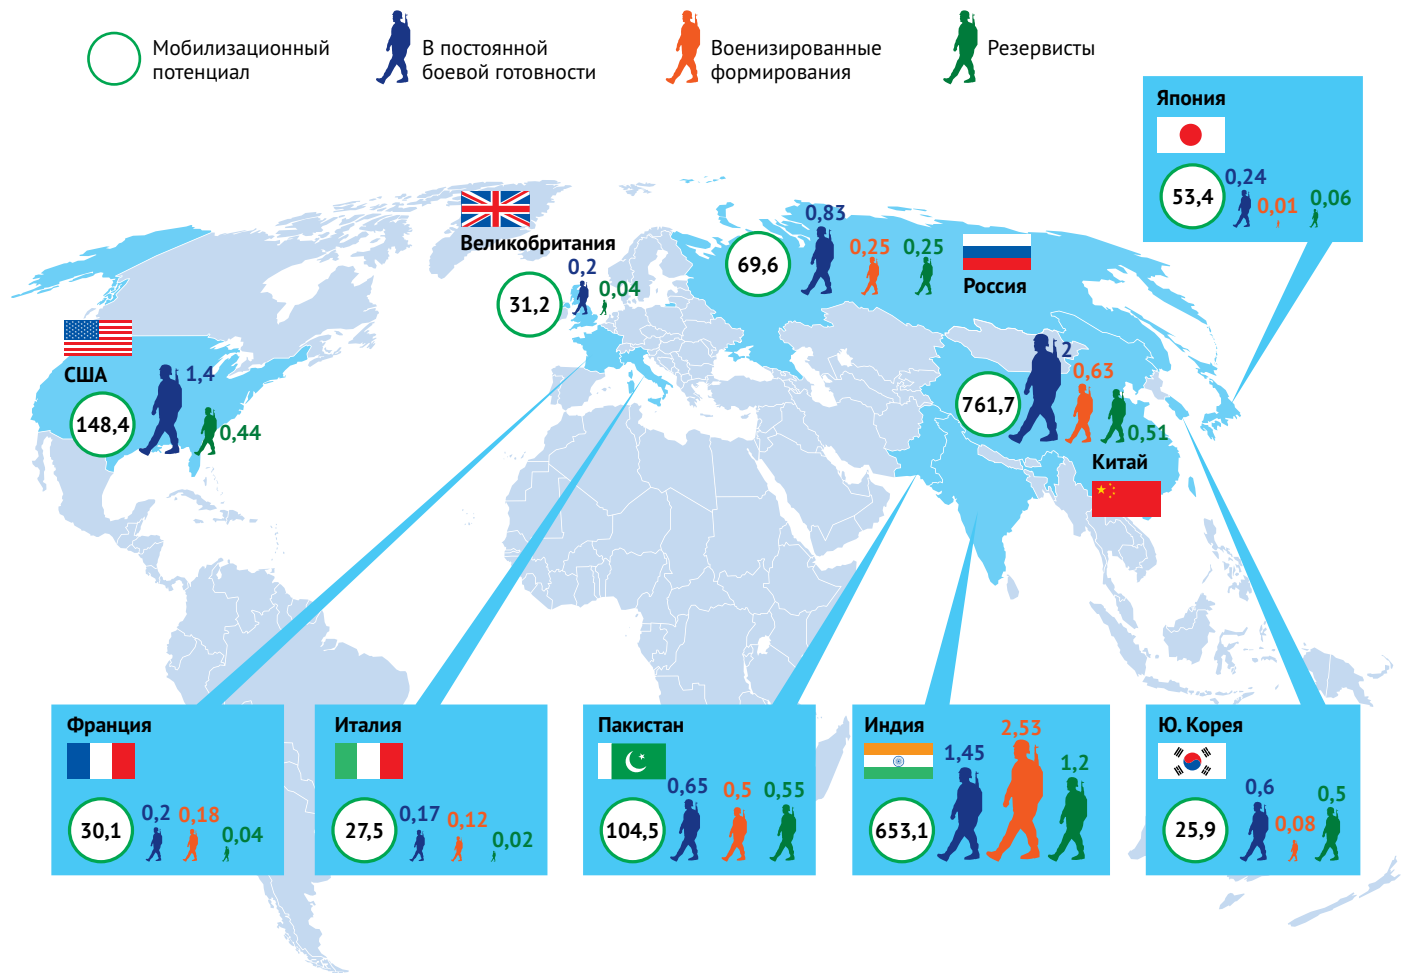 Мобилизационный
потенциал
В постоянной
боевой готовности
Военизированные
формирования
Резервисты
Япония
53,4
0,24
0,01
0,06
Великобритания
31,2
0,2
0,04
69,6
0,83
0,25
0,25
Россия
США
148,4
1,4
0,44
761,7
2
0,63
0,51
Китай
Франция
30,1
0,2
0,18
0,04
Италия
27,5
0,17
0,12
0,02
Пакистан
104,5
0,65
0,5
0,55
Индия
653,1
1,45
2,53
1,2
Ю. Корея
25,9
0,6
0,08
0,5